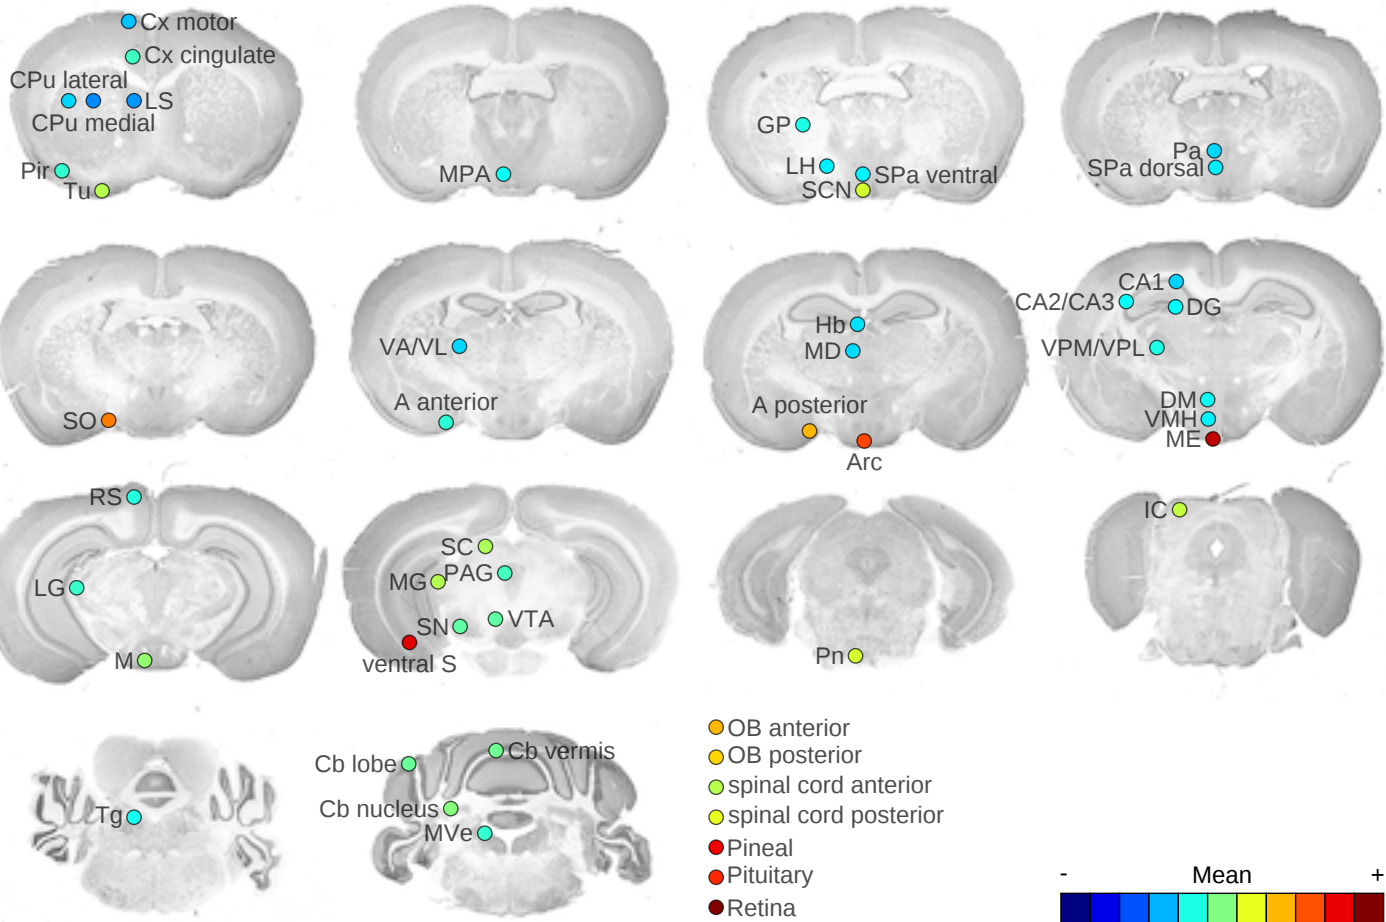 Cx motor
Cx cingulate
CPu lateral
LS
CPu medial
Pir
Tu
MPA
GP
LH
SPa ventral
SCN
Pa
SPa dorsal
SO
VA/VL
A anterior
Hb
MD
A posterior
Arc
CA1
CA2/CA3
DG
VPM/VPL
DM
VMH
ME
RS
LG
M
SC
MG
PAG
SN
VTA
ventral S
Pn
IC
Tg
Cb lobe
Cb vermis
Cb nucleus
MVe
OB anterior
OB posterior
spinal cord anterior
spinal cord posterior
Pineal
Pituitary
Retina
- Mean +